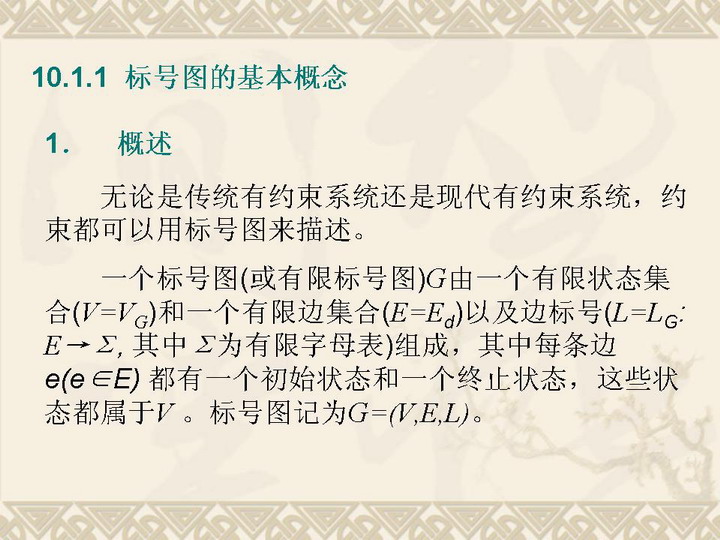 10.1.1 标号图的基本概念
1. 概述
无论是传统有约束系统还是现代有约束系统，约
束都可以用标号图来描述。
一个标号图(或有限标号图)G由一个有限状态集
合(V=V_G)和一个有限边集合(E=E_d)以及边标号(L=L_G:
E→Σ, 其中Σ为有限字母表)组成，其中每条边
e(e∈E) 都有一个初始状态和一个终止状态，这些状
态都属于V 。标号图记为G=(V,E,L)。